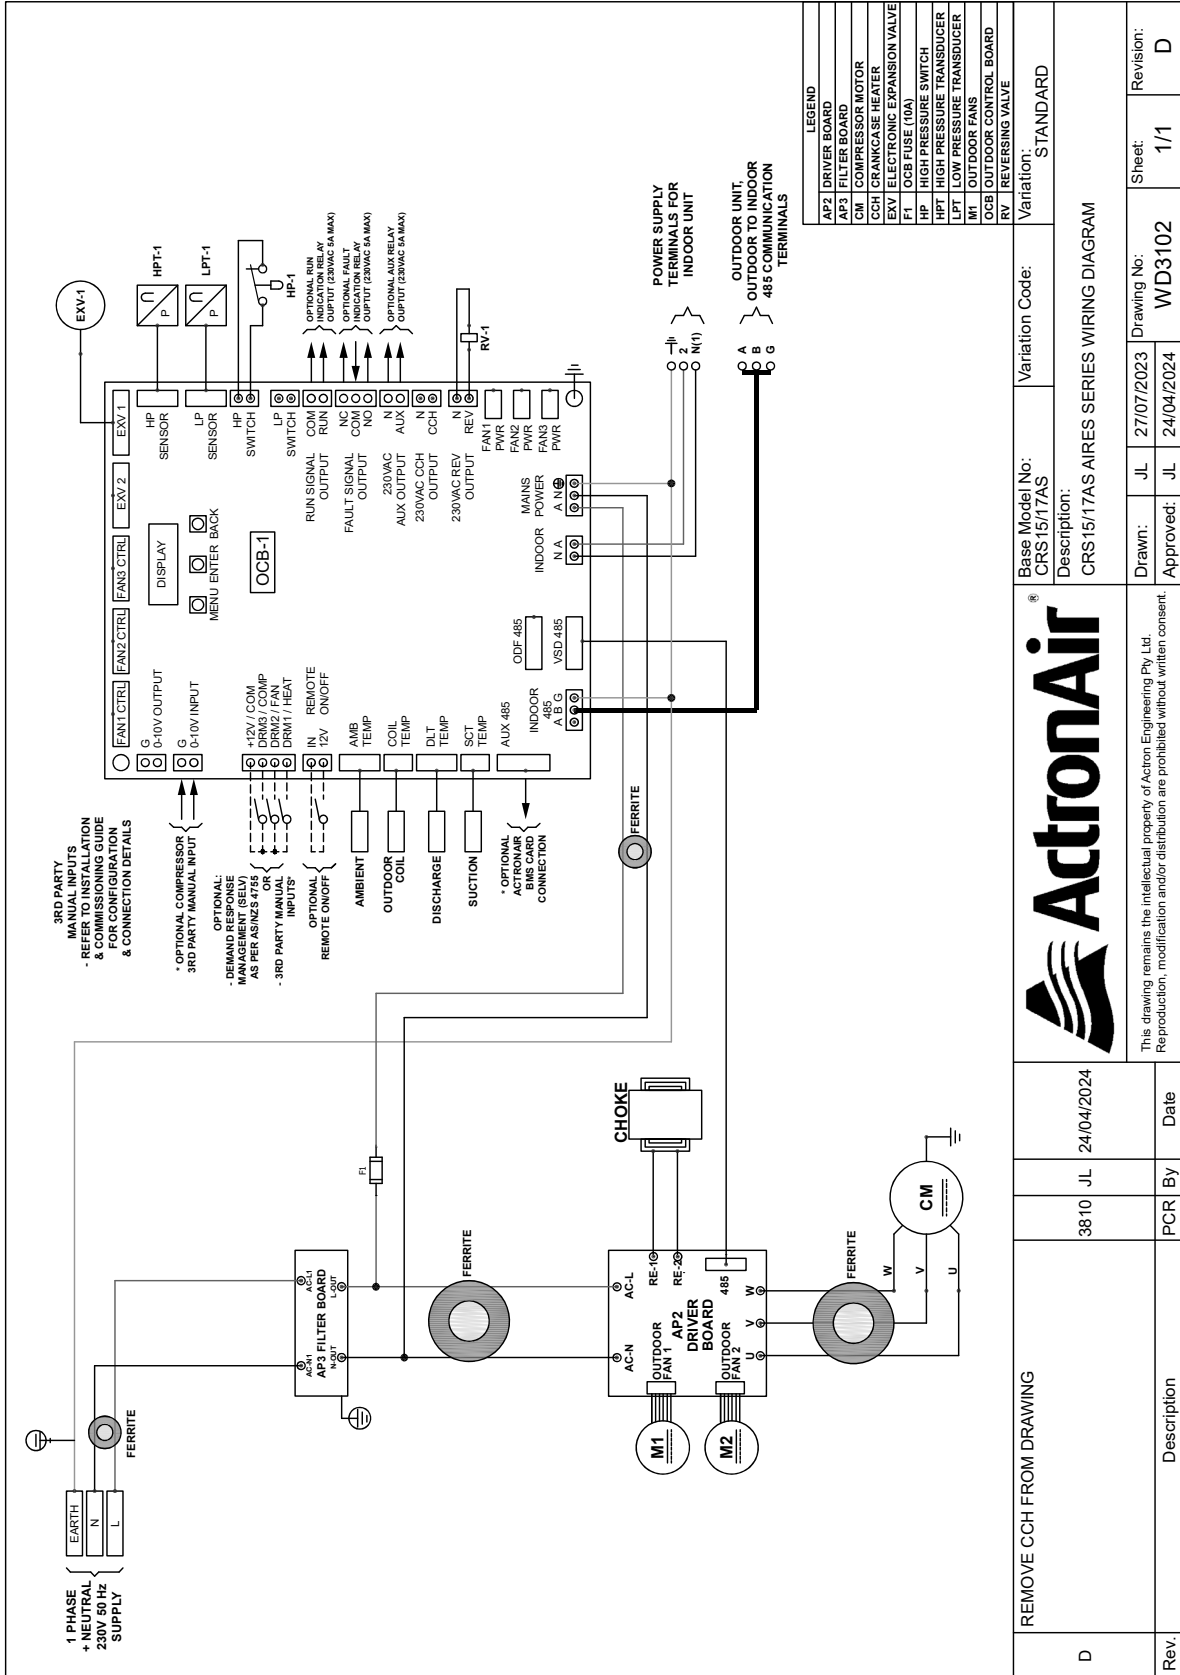 1 PHASE
+ NEUTRAL
230V 50 Hz
SUPPLY
EARTH
N
L
FERRITE
AC-N1
AC-L1
AP3 FILTER BOARD
N-OUT
L-OUT
F1
FERRITE
AC-N
AC-L
OUTDOOR
FAN 1
AP2
DRIVER
BOARD
OUTDOOR
FAN 2
RE-1
RE-2
485
U
V
W
M1
M2
CHOKE
FERRITE
W
V
U
CM
3RD PARTY
MANUAL INPUTS
- REFER TO INSTALLATION
& COMMISSIONING GUIDE
FOR CONFIGURATION
& CONNECTION DETAILS
* OPTIONAL COMPRESSOR
3RD PARTY MANUAL INPUT
OPTIONAL:
- DEMAND RESPONSE
MANAGEMENT (SELV)
AS PER AS/NZS 4755
OR
- 3RD PARTY MANUAL
INPUTS*
OPTIONAL
REMOTE ON/OFF
AMBIENT
OUTDOOR
COIL
DISCHARGE
SUCTION
* OPTIONAL
ACTRONAIR
BMS CARD
CONNECTION
FERRITE
FAN1 CTRL
FAN2 CTRL
FAN3 CTRL
EXV 2
EXV 1
G
0-10V OUTPUT
G
0-10V INPUT
+12V / COM
DRM3 / COMP
DRM2 / FAN
DRM1 / HEAT
IN
12V
REMOTE
ON/OFF
AMB
TEMP
COIL
TEMP
DLT
TEMP
SCT
TEMP
AUX 485
INDOOR
485
A B G
DISPLAY
MENU ENTER BACK
OCB-1
ODF 485
VSD 485
INDOOR
N A
MAINS
POWER
A N
HP
SENSOR
LP
SENSOR
HP
SWITCH
LP
SWITCH
RUN SIGNAL
OUTPUT
COM
RUN
FAULT SIGNAL
OUTPUT
NC
COM
NO
230VAC
AUX OUTPUT
N
AUX
230VAC CCH
OUTPUT
N
CCH
230VAC REV
OUTPUT
N
REV
FAN1
PWR
FAN2
PWR
FAN3
PWR
EXV-1
HPT-1
U
P
LPT-1
U
P
HP-1
OPTIONAL RUN
INDICATION RELAY
OUPTUT (230VAC 5A MAX)
OPTIONAL FAULT
INDICATION RELAY
OUPTUT (230VAC 5A MAX)
OPTIONAL AUX RELAY
OUPTUT (230VAC 5A MAX)
RV-1
2
N(1)
POWER SUPPLY
TERMINALS FOR
INDOOR UNIT
A
B
G
OUTDOOR UNIT,
OUTDOOR TO INDOOR
485 COMMUNICATION
TERMINALS
LEGEND
AP2 DRIVER BOARD
AP3 FILTER BOARD
CM COMPRESSOR MOTOR
CCH CRANKCASE HEATER
EXV ELECTRONIC EXPANSION VALVE
F1 OCB FUSE (10A)
HP HIGH PRESSURE SWITCH
HPT HIGH PRESSURE TRANSDUCER
LPT LOW PRESSURE TRANSDUCER
M1 OUTDOOR FANS
OCB OUTDOOR CONTROL BOARD
RV REVERSING VALVE
D
REMOVE CCH FROM DRAWING
3810
JL
24/04/2024
Rev.
Description
PCR
By
Date
ActronAir ®
This drawing remains the intellectual property of Actron Engineering Pty Ltd.
Reproduction, modification and/or distribution are prohibited without written consent.
Base Model No:
CRS15/17AS
Variation Code:
Variation:
STANDARD
Description:
CRS15/17AS AIRES SERIES WIRING DIAGRAM
Drawn:
JL
27/07/2023
Approved:
JL
24/04/2024
Drawing No:
WD3102
Sheet:
1/1
Revision:
D